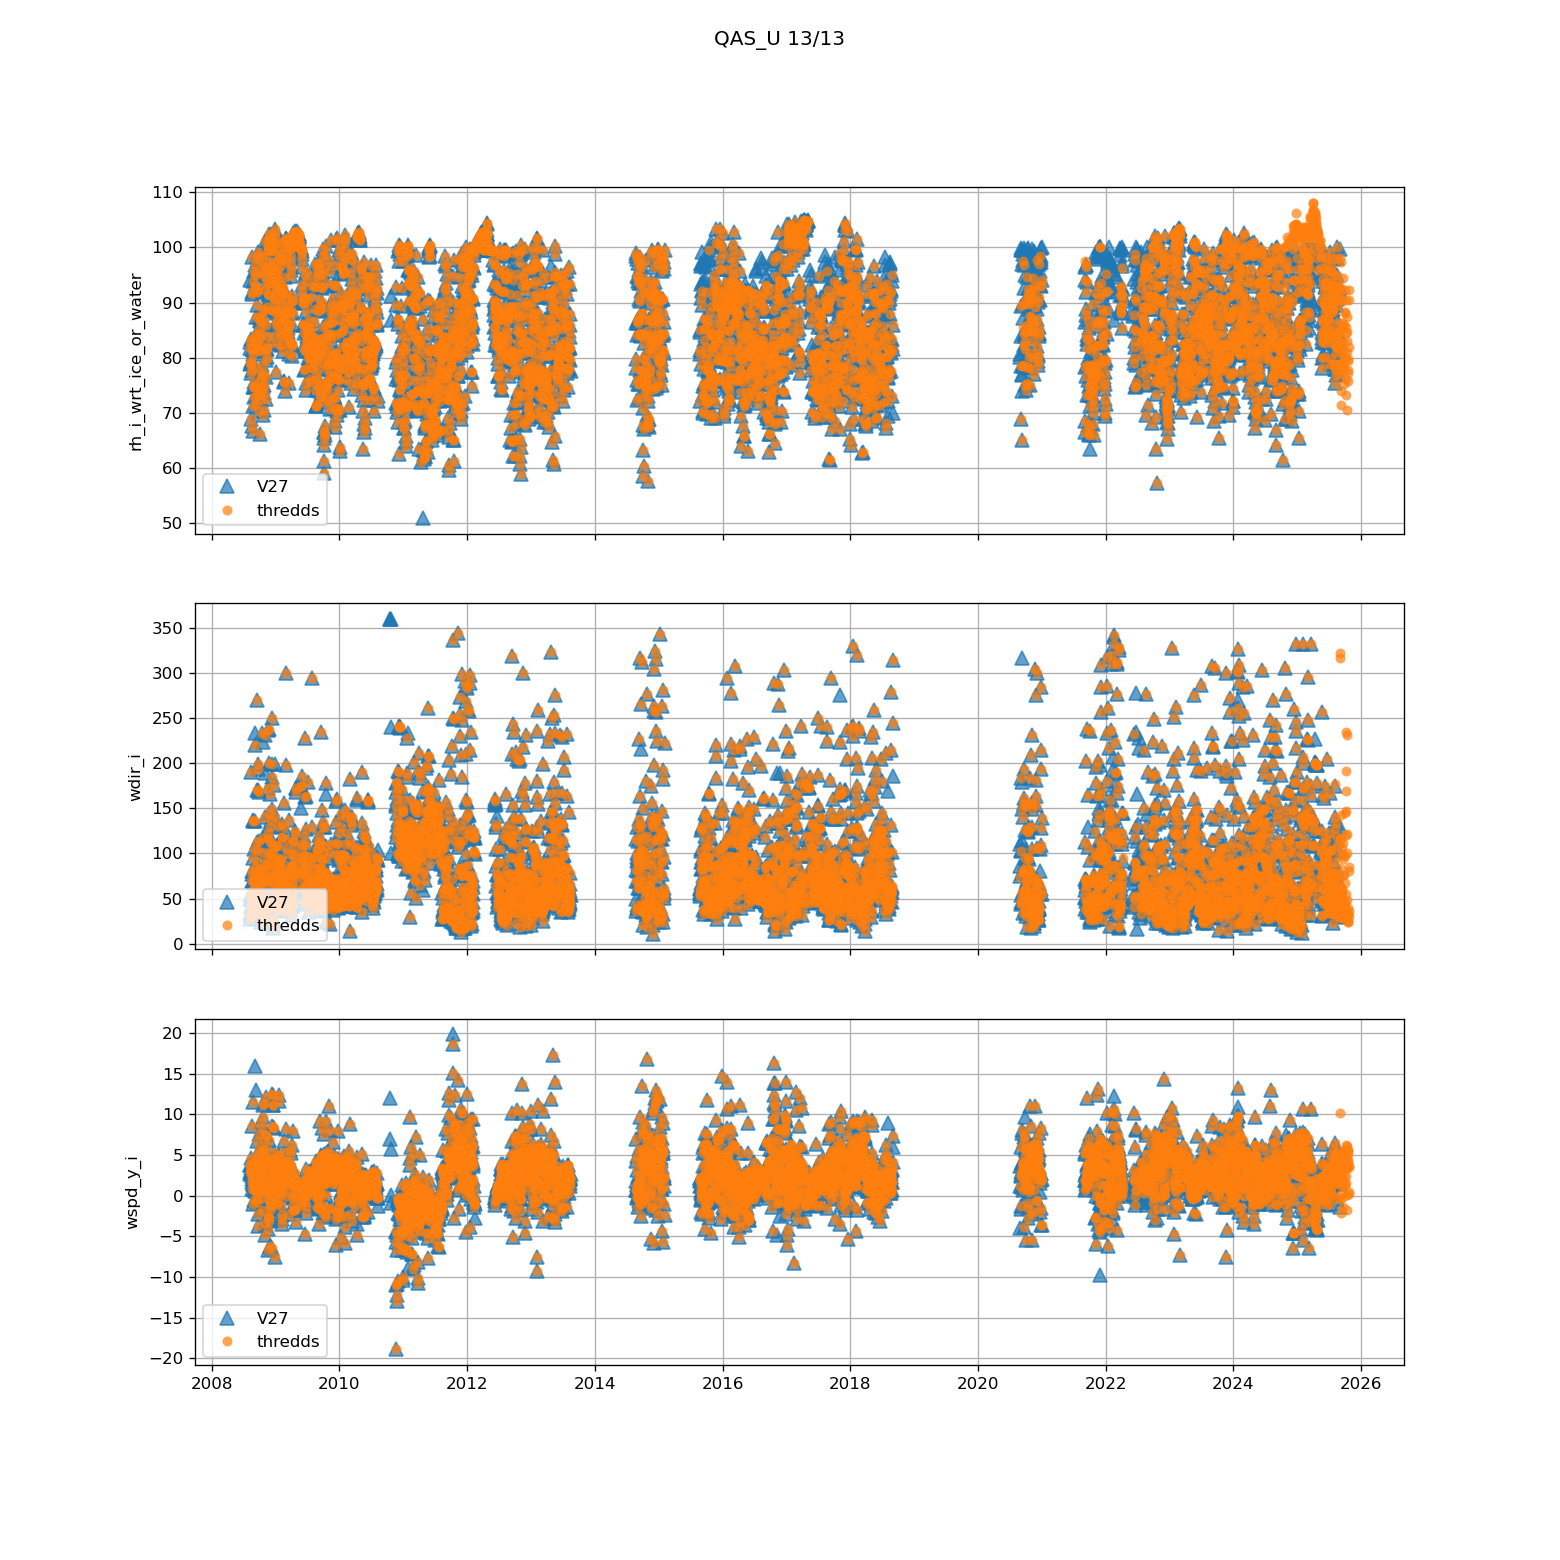 QAS_U 13/13
rh_i_wrt_ice_or_water
110
100
90
80
70
60
50
V27
thredds
wdir_i
350
300
250
200
150
100
50
0
V27
thredds
wspd_y_i
20
15
10
5
0
−5
−10
−15
−20
V27
thredds
2008 2010 2012 2014 2016 2018 2020 2022 2024 2026